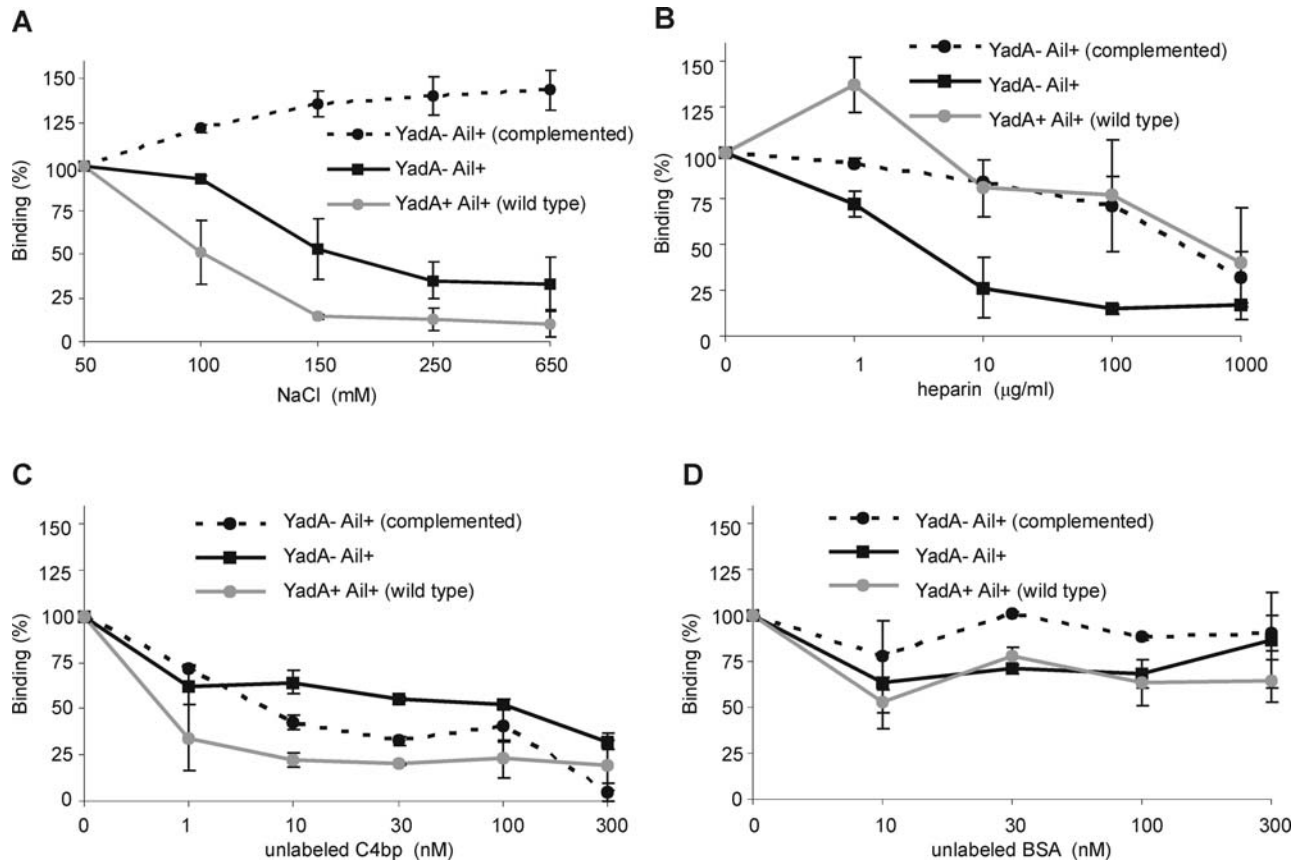 A
Binding (%)
150
125
100
75
50
25
0
YadA- Ail+ (complemented)
YadA- Ail+
YadA+ Ail+ (wild type)
50 100 150 250 650
NaCl (mM)
B
Binding (%)
150
125
100
75
50
25
0
YadA- Ail+ (complemented)
YadA- Ail+
YadA+ Ail+ (wild type)
0 1 10 100 1000
heparin (µg/ml)
C
Binding (%)
150
125
100
75
50
25
0
YadA- Ail+ (complemented)
YadA- Ail+
YadA+ Ail+ (wild type)
0 1 10 30 100 300
unlabeled C4bp (nM)
D
Binding (%)
150
125
100
75
50
25
0
YadA- Ail+ (complemented)
YadA- Ail+
YadA+ Ail+ (wild type)
0 10 30 100 300
unlabeled BSA (nM)